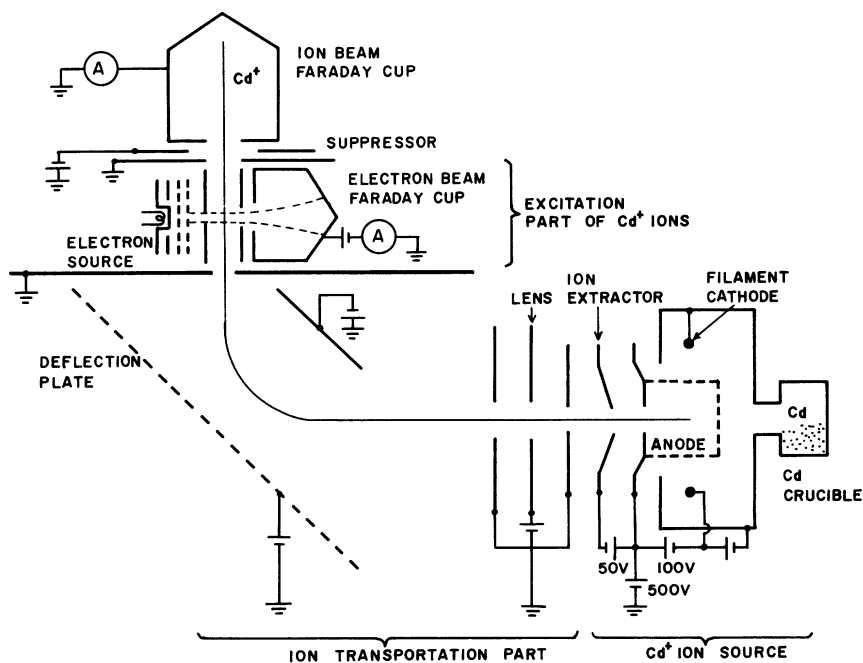 ION BEAM
FARADAY CUP
A
Cd+
SUPPRESSOR
ELECTRON BEAM
FARADAY CUP
EXCITATION
PART OF Cd+ IONS
A
ELECTRON
SOURCE
DEFLECTION
PLATE
LENS
ION
EXTRACTOR
FILAMENT
CATHODE
ANODE
Cd
Cd
CRUCIBLE
50V
100V
500V
ION TRANSPORTATION PART
Cd+ ION SOURCE